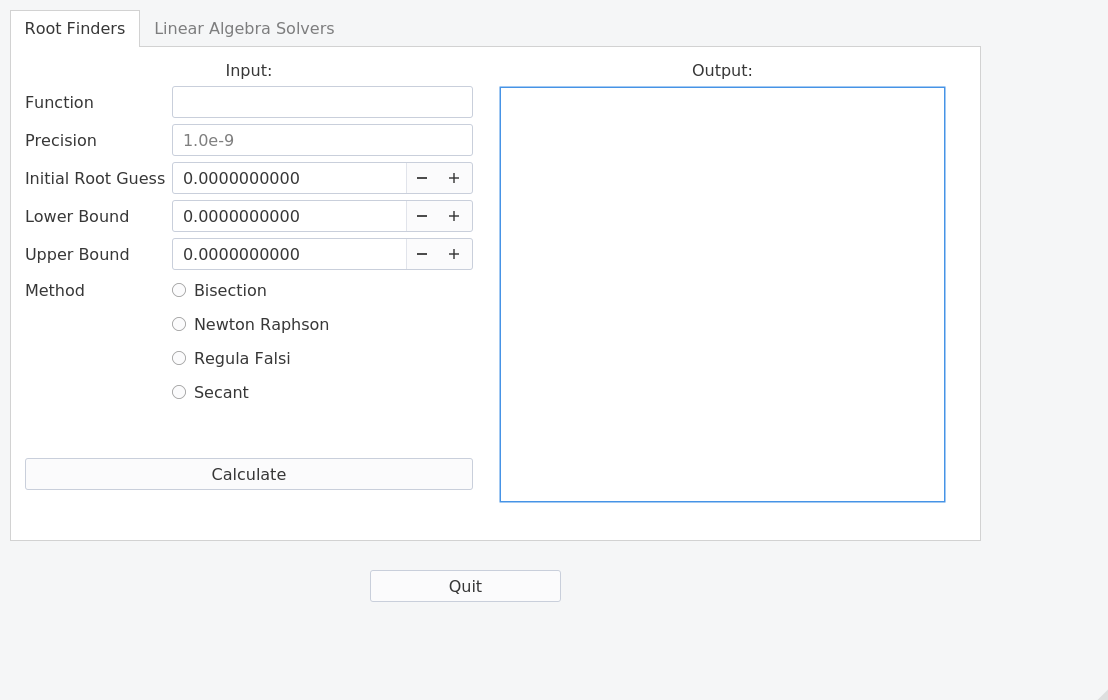 Root Finders
Linear Algebra Solvers
Input:
Output:
Function
Precision 1.0e-9
Initial Root Guess 0.0000000000 − +
Lower Bound 0.0000000000 − +
Upper Bound 0.0000000000 − +
Method
Bisection
Newton Raphson
Regula Falsi
Secant
Calculate
Quit